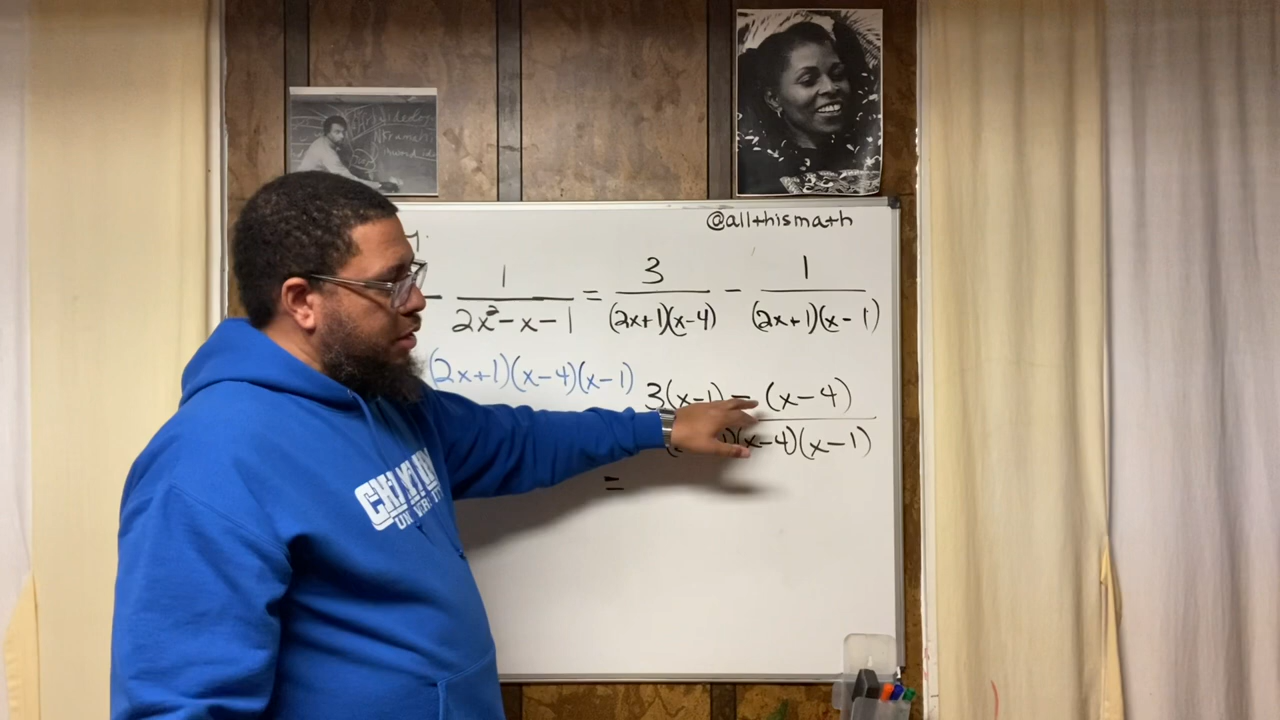 @allthismath
1 / 2x² - x - 1 = 3 / (2x+1)(x-4) - 1 / (2x+1)(x-1)
(2x+1)(x-4)(x-1)
3(x-1) - (x-4)
(x-4)(x-1)
=
CHAMPION